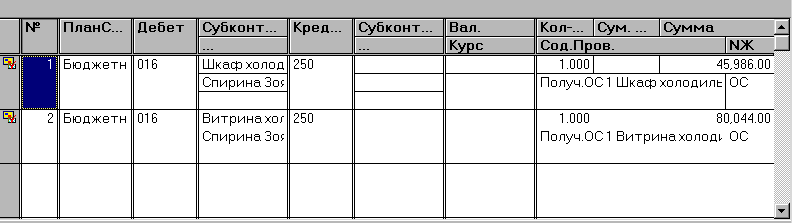 № ПланС... Дебет Субконт... Кред... Субконт... Вал. Кол-... Сум. ... Сумма
... ... Курс Сод.Пров. NЖ
1 Бюджетн 016 Шкаф холод 250 1.000 45,986.00
Спирина Зоя Получ.ОС 1 Шкаф холодиль ОС
2 Бюджетн 016 Витрина хол 250 1.000 80,044.00
Спирина Зоя Получ.ОС 1 Витрина холоди ОС